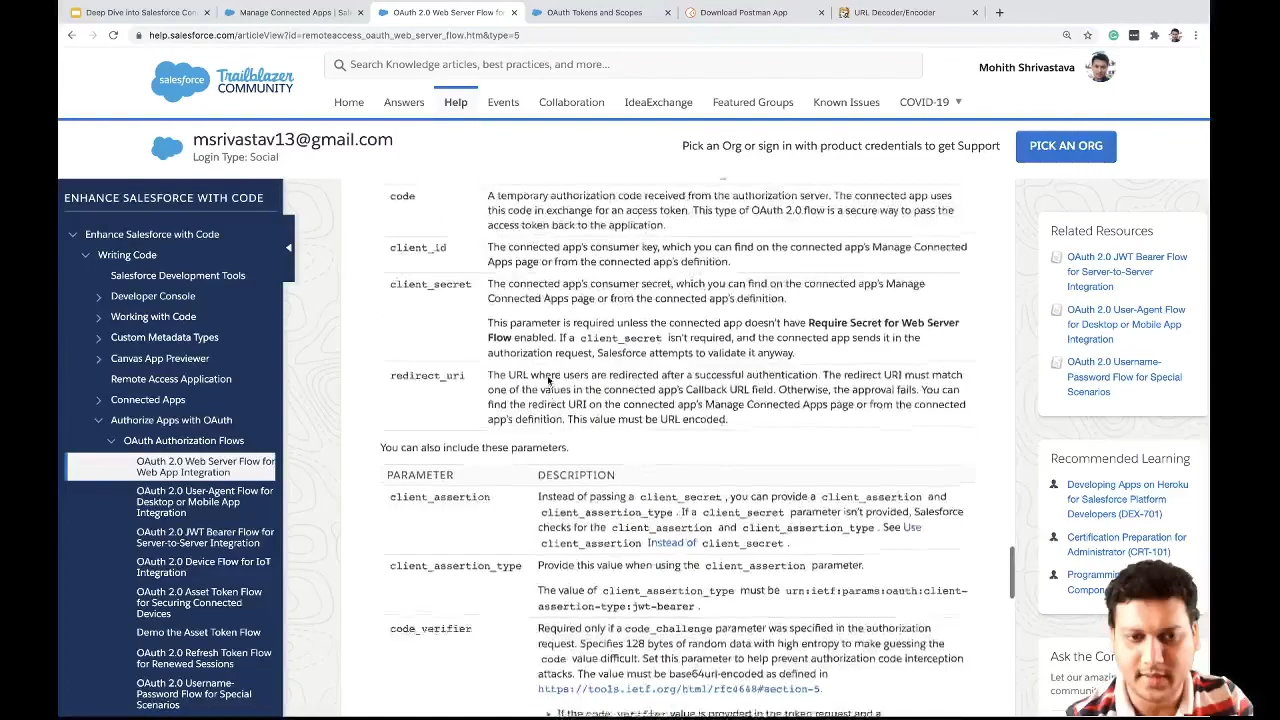 Deep Dive into Salesforce Con
Manage Connected Apps | Sales
OAuth 2.0 Web Server Flow for
OAuth Tokens and Scopes
Download Postman App
URL Decoder/Encoder
help.salesforce.com/articleView?id=remoteaccess_oauth_web_server_flow.htm&type=5
salesforce
Trailblazer
COMMUNITY
Search Knowledge articles, best practices, and more...
Mohith Shrivastava
Home
Answers
Help
Events
Collaboration
IdeaExchange
Featured Groups
Known Issues
COVID-19
msrivastav13@gmail.com
Login Type: Social
Pick an Org or sign in with product credentials to get Support
PICK AN ORG
ENHANCE SALESFORCE WITH CODE
Enhance Salesforce with Code
Writing Code
Salesforce Development Tools
Developer Console
Working with Code
Custom Metadata Types
Canvas App Previewer
Remote Access Application
Connected Apps
Authorize Apps with OAuth
OAuth Authorization Flows
OAuth 2.0 Web Server Flow for
Web App Integration
OAuth 2.0 User-Agent Flow for
Desktop or Mobile App
Integration
OAuth 2.0 JWT Bearer Flow for
Server-to-Server Integration
OAuth 2.0 Device Flow for IoT
Integration
OAuth 2.0 Asset Token Flow
for Securing Connected
Devices
Demo the Asset Token Flow
OAuth 2.0 Refresh Token Flow
for Renewed Sessions
OAuth 2.0 Username-
Password Flow for Special
Scenarios
code
A temporary authorization code received from the authorization server. The connected app uses
this code in exchange for an access token. This type of OAuth 2.0 flow is a secure way to pass the
access token back to the application.
client_id
The connected app's consumer key, which you can find on the connected app's Manage Connected
Apps page or from the connected app's definition.
client_secret
The connected app's consumer secret, which you can find on the connected app's Manage
Connected Apps page or from the connected app's definition.
This parameter is required unless the connected app doesn't have Require Secret for Web Server
Flow enabled. If a client_secret isn't required, and the connected app sends it in the
authorization request, Salesforce attempts to validate it anyway.
redirect_uri
The URL where users are redirected after a successful authentication. The redirect URI must match
one of the values in the connected app's Callback URL field. Otherwise, the approval fails. You can
find the redirect URI on the connected app's Manage Connected Apps page or from the connected
app's definition. This value must be URL encoded.
You can also include these parameters.
PARAMETER DESCRIPTION
client_assertion
Instead of passing a client_secret, you can provide a client_assertion and
client_assertion_type. If a client_secret parameter isn't provided, Salesforce
checks for the client_assertion and client_assertion_type. See Use
client_assertion Instead of client_secret.
client_assertion_type
Provide this value when using the client_assertion parameter.
The value of client_assertion_type must be urn:ietf:params:oauth:client-
assertion-type:jwt-bearer.
code_verifier
Required only if a code_challenge parameter was specified in the authorization
request. Specifies 128 bytes of random data with high entropy to make guessing the
code value difficult. Set this parameter to help prevent authorization code interception
attacks. The value must be base64url-encoded as defined in
https://tools.ietf.org/html/rfc4648#section-5.
If the code_verifier value is provided in the token request and a
Related Resources
OAuth 2.0 JWT Bearer Flow
for Server-to-Server
Integration
OAuth 2.0 User-Agent Flow
for Desktop or Mobile App
Integration
OAuth 2.0 Username-
Password Flow for Special
Scenarios
Recommended Learning
Developing Apps on Heroku
for Salesforce Platform
Developers (DEX-701)
Certification Preparation for
Administrator (CRT-101)
Programmi
Compon
Ask the Co
Let our amazi
communi